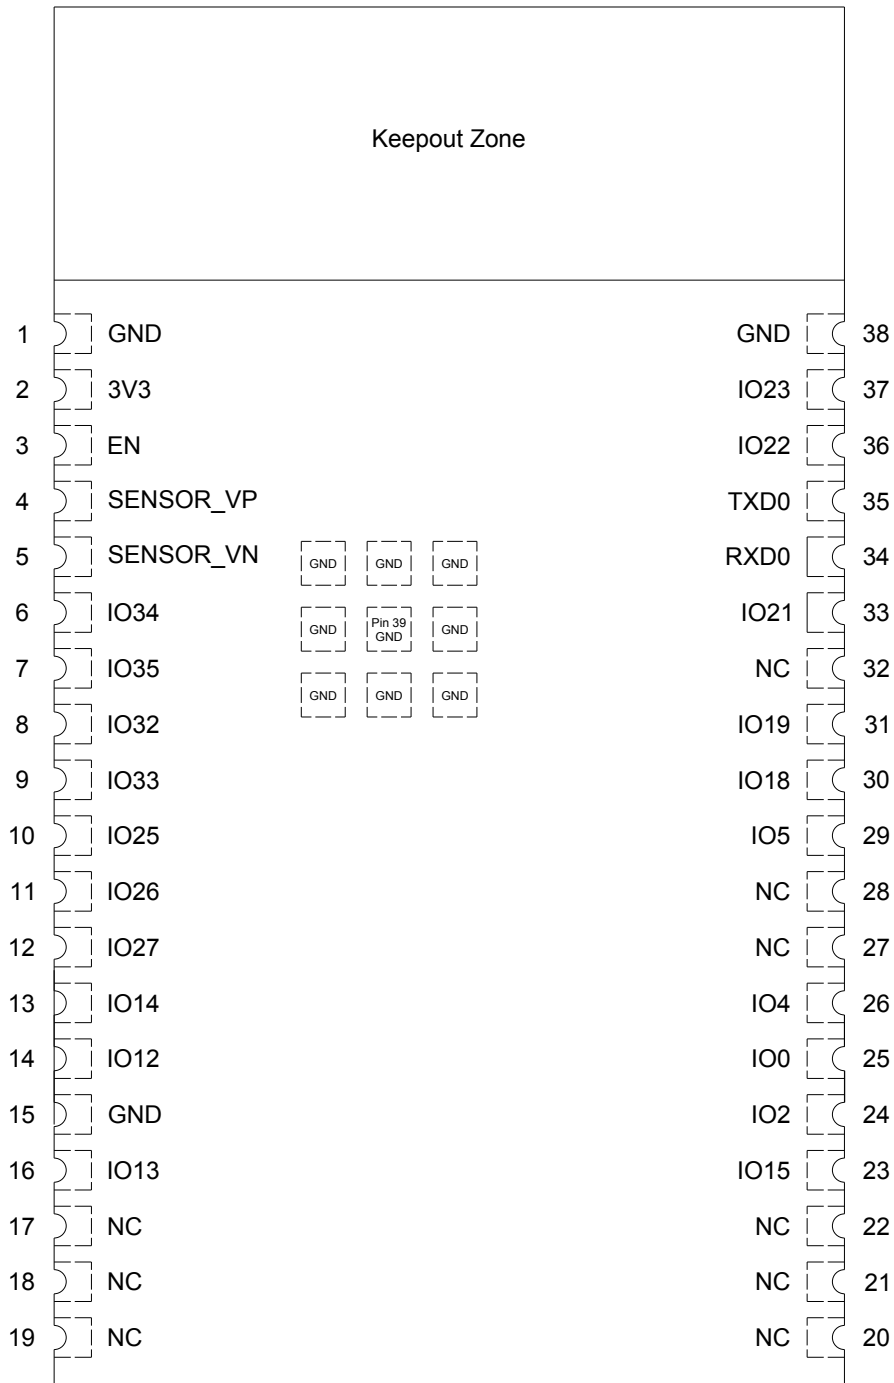 Keepout Zone
1 GND GND 38
2 3V3 IO23 37
3 EN IO22 36
4 SENSOR_VP TXD0 35
5 SENSOR_VN GND GND GND RXD0 34
6 IO34 GND Pin 39 GND GND IO21 33
7 IO35 GND GND GND NC 32
8 IO32 IO19 31
9 IO33 IO18 30
10 IO25 IO5 29
11 IO26 NC 28
12 IO27 NC 27
13 IO14 IO4 26
14 IO12 IO0 25
15 GND IO2 24
16 IO13 IO15 23
17 NC NC 22
18 NC NC 21
19 NC NC 20